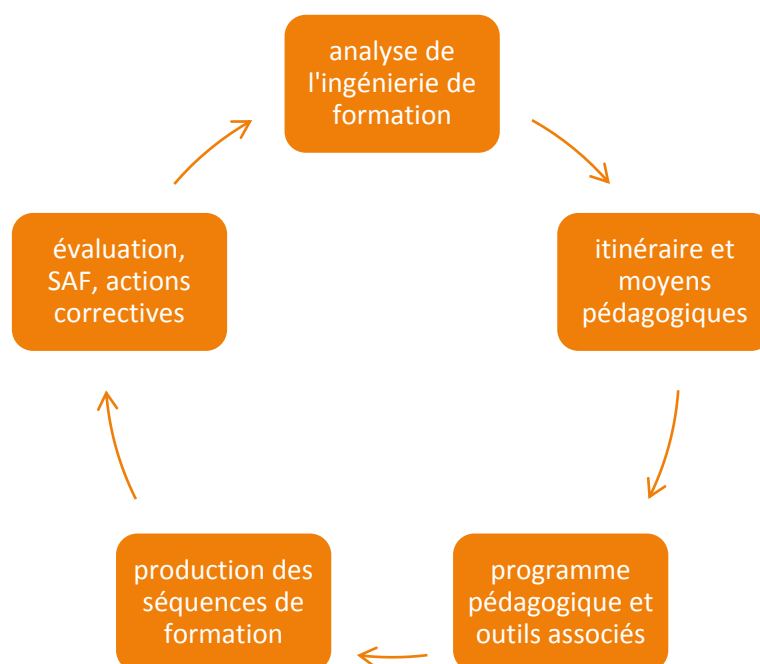 analyse de
l'ingénierie de
formation
itinéraire et
moyens
pédagogiques
programme
pédagogique et
outils associés
production des
séquences de
formation
évaluation,
SAF, actions
correctives